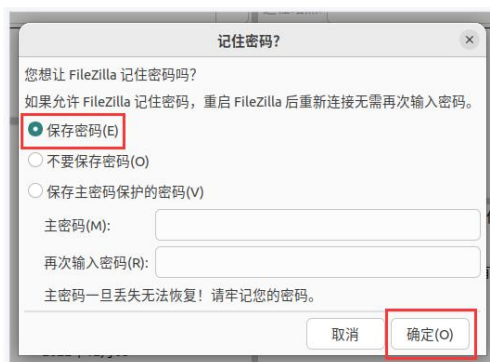 记住密码?
您想让 FileZilla 记住密码吗?
如果允许 FileZilla 记住密码，重启 FileZilla 后重新连接无需再次输入密码。
保存密码(E)
不要保存密码(O)
保存主密码保护的密码(V)
主密码(M):
再次输入密码(R):
主密码一旦丢失无法恢复！请牢记您的密码。
取消 确定(O)